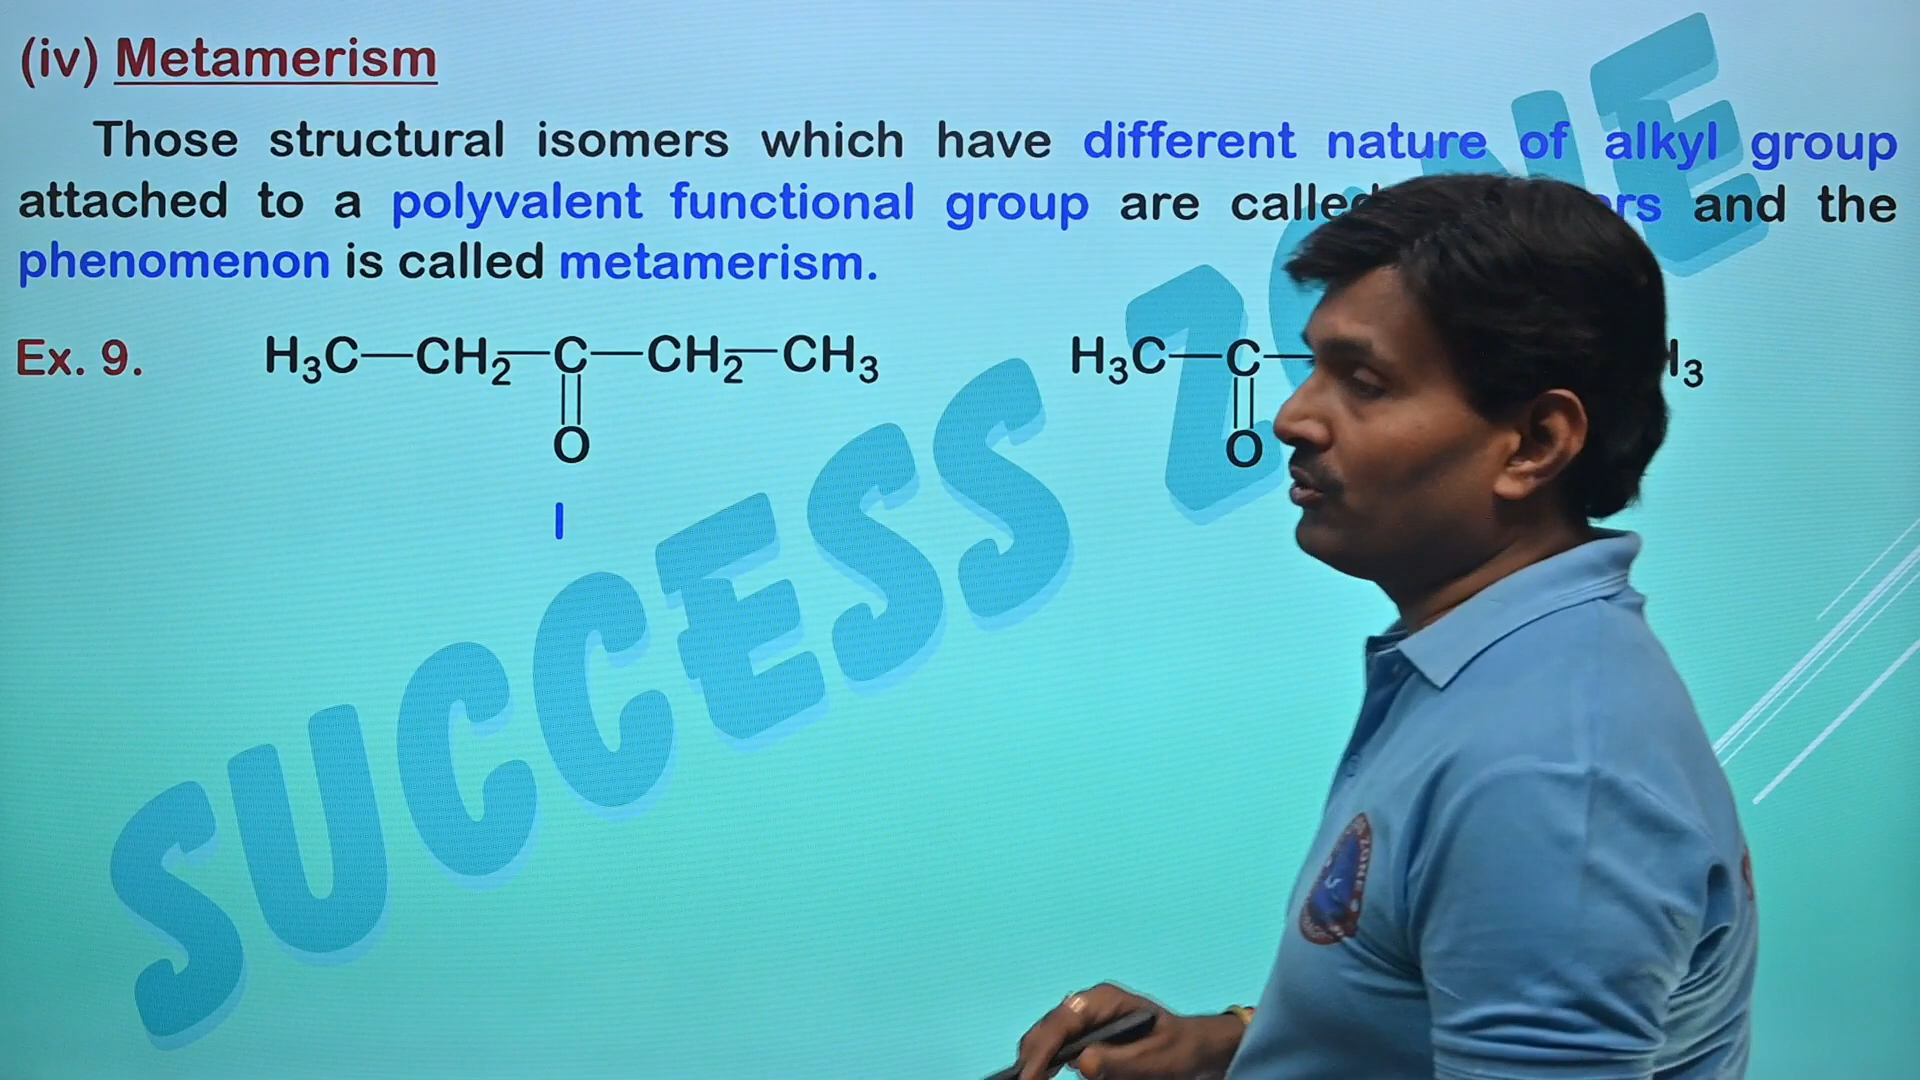 (iv) Metamerism
Those structural isomers which have different nature of alkyl group
attached to a polyvalent functional group are and the
phenomenon is called metamerism.
Ex. 9. H₃C—CH₂—C—CH₂—CH₃ H₃C—C—
O O
I
SUCCESS
ZONE